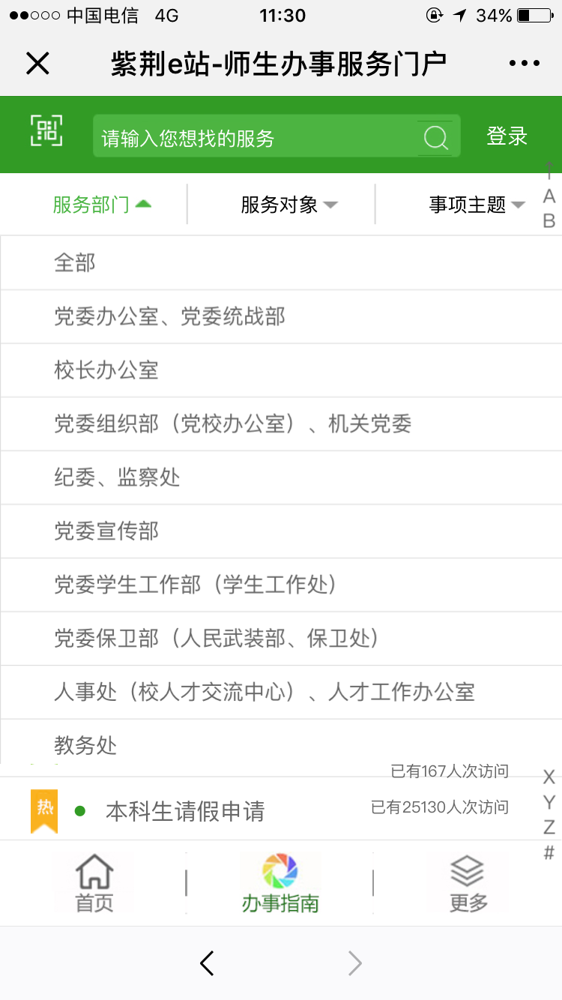 中国电信 4G 11:30 34%
紫荆e站-师生办事服务门户
请输入您想找的服务 登录
服务部门 服务对象 事项主题
A
B
全部
党委办公室、党委统战部
校长办公室
党委组织部（党校办公室）、机关党委
纪委、监察处
党委宣传部
党委学生工作部（学生工作处）
党委保卫部（人民武装部、保卫处）
人事处（校人才交流中心）、人才工作办公室
教务处
已有167人次访问
热 本科生请假申请 已有25130人次访问
X
Y
Z
#
首页 办事指南 更多